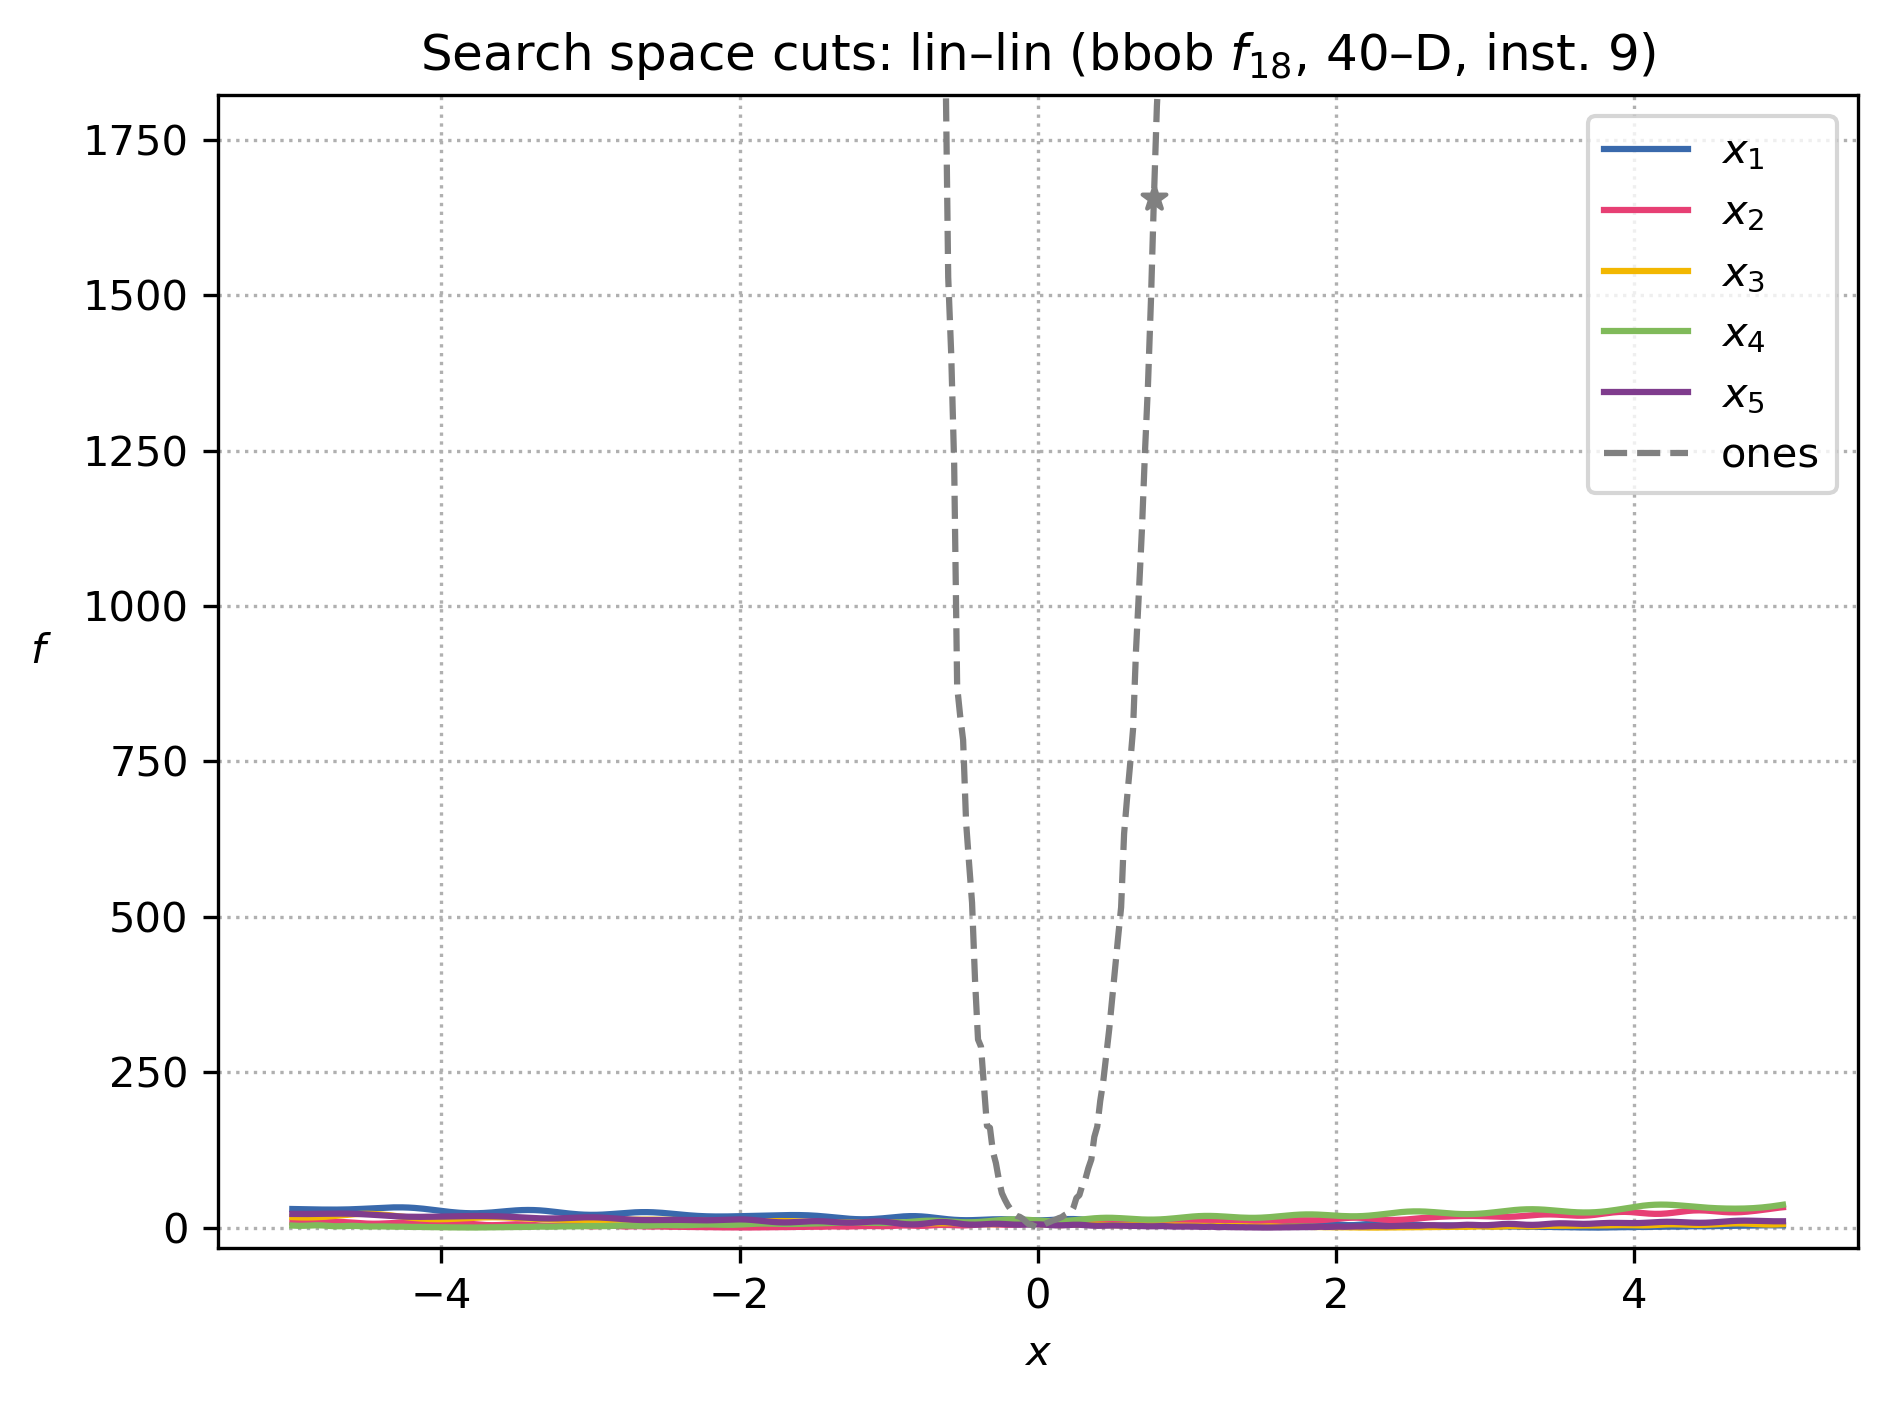 Search space cuts: lin–lin (bbob f₁₈, 40–D, inst. 9)
1750
1500
1250
1000
750
500
250
0
f
x₁
x₂
x₃
x₄
x₅
ones
−4 −2 0 2 4
x